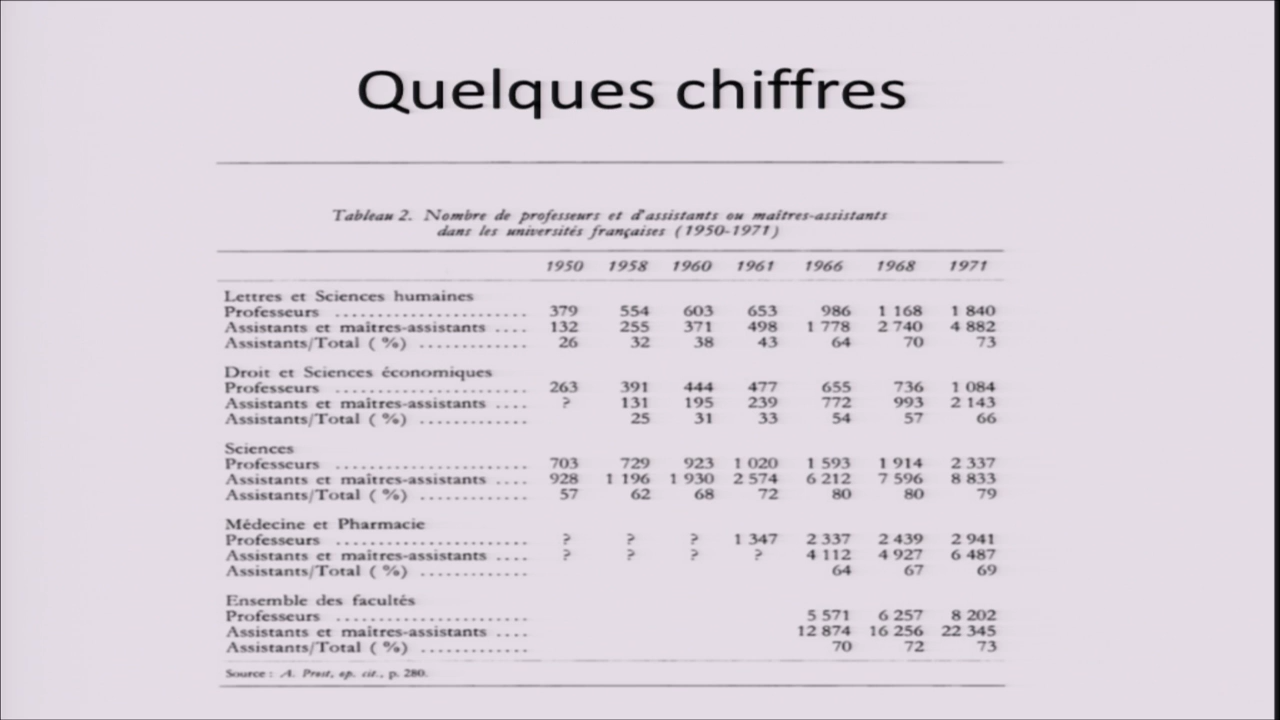 Quelques chiffres
Tableau 2. Nombre de professeurs et d'assistants ou maîtres-assistants
dans les universités françaises (1950-1971)
1950 1958 1960 1961 1966 1968 1971
Lettres et Sciences humaines
Professeurs ........................ 379 554 603 653 986 1 168 1 840
Assistants et maîtres-assistants .... 132 255 371 498 1 778 2 740 4 882
Assistants/Total ( %) ............. 26 32 38 43 64 70 73
Droit et Sciences économiques
Professeurs ........................ 263 391 444 477 655 736 1 084
Assistants et maîtres-assistants .... ? 131 195 239 772 993 2 143
Assistants/Total ( %) ............. 25 31 33 54 57 66
Sciences
Professeurs ........................ 703 729 923 1 020 1 593 1 914 2 337
Assistants et maîtres-assistants .... 928 1 196 1 930 2 574 6 212 7 596 8 833
Assistants/Total ( %) ............. 57 62 68 72 80 80 79
Médecine et Pharmacie
Professeurs ........................ ? ? ? 1 347 2 337 2 439 2 941
Assistants et maîtres-assistants .... ? ? ? ? 4 112 4 927 6 487
Assistants/Total ( %) ............. 64 67 69
Ensemble des facultés
Professeurs ........................ 5 571 6 257 8 202
Assistants et maîtres-assistants .... 12 874 16 256 22 345
Assistants/Total ( %) ............. 70 72 73
Source : A. Prost, op. cit., p. 280.